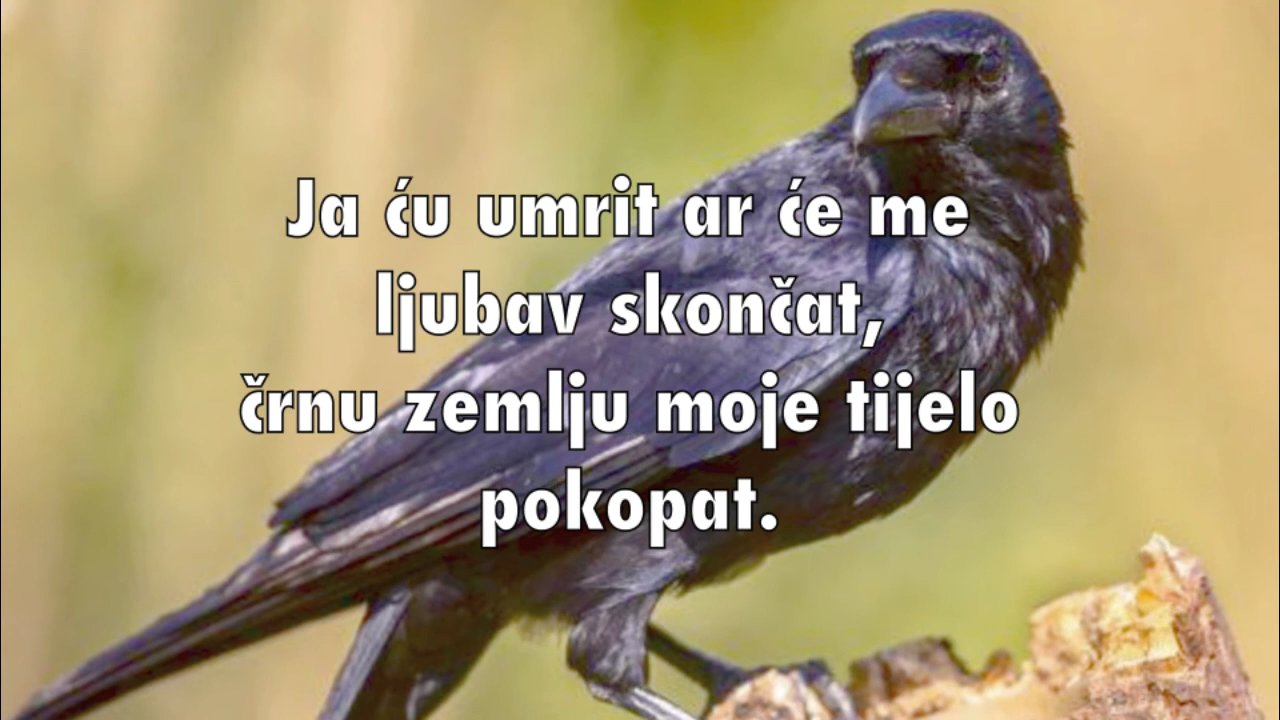 Ja ću umrit ar će me
ljubav skončat,
črnu zemlju moje tijelo
pokopat.